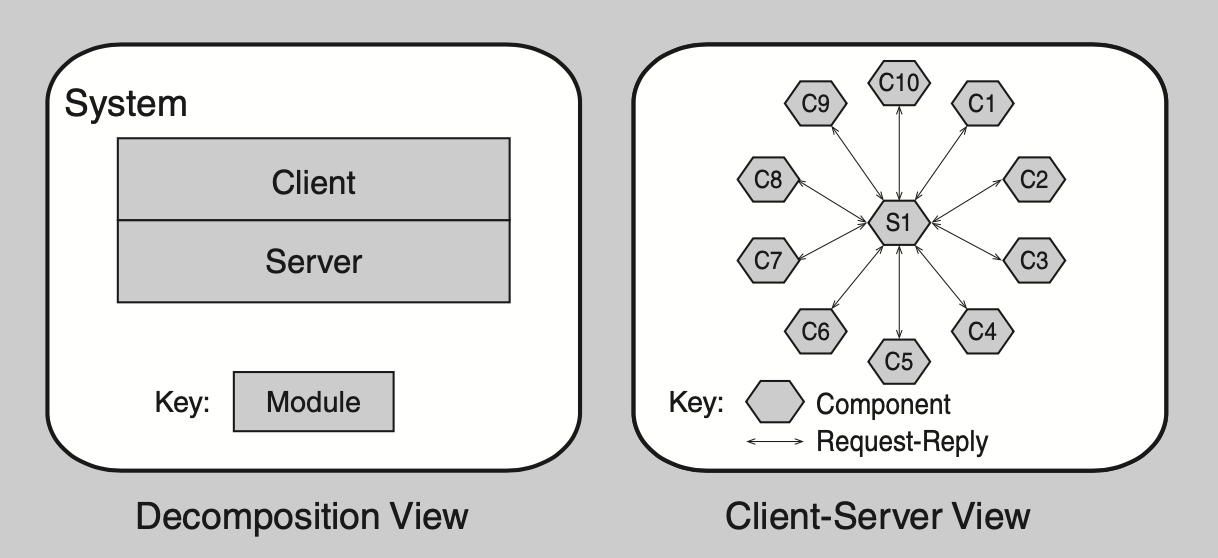 System
Client
Server
Key:
Module
Decomposition View
C10
C9
C1
C8
C2
S1
C7
C3
C6
C4
C5
Key:
Component
Request-Reply
Client-Server View